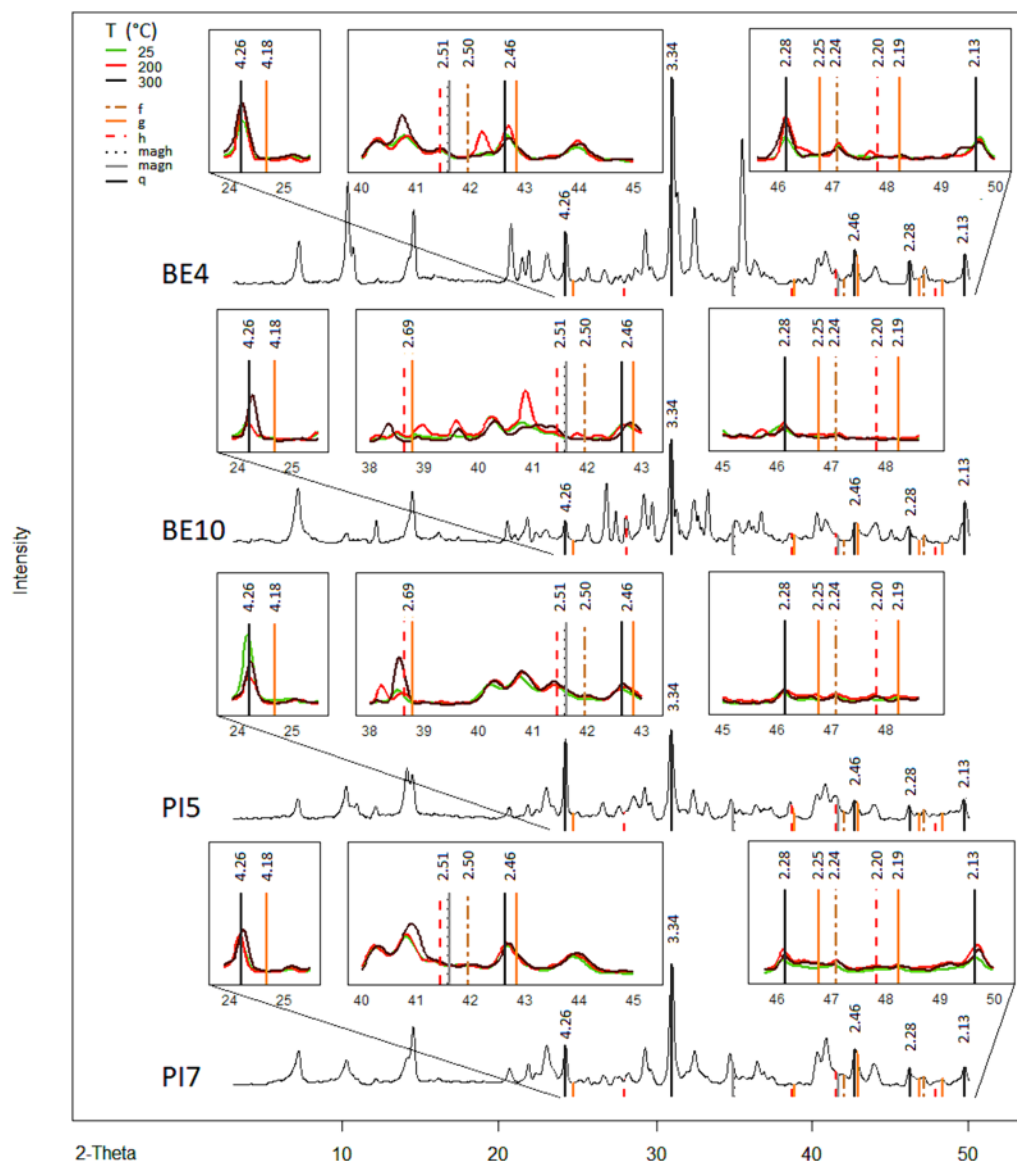 T (°C)
25
200
300
f
g
h
magh
magn
q
4.26 4.18
2.51 2.50 2.46
3.34
2.28 2.25 2.24 2.20 2.19 2.13
24 25
40 41 42 43 44 45
46 47 48 49 50
4.26 2.46 2.28 2.13
BE4
4.26 4.18
2.69 2.51 2.50 2.46
3.34
2.28 2.25 2.24 2.20 2.19
24 25
38 39 40 41 42 43
45 46 47 48
4.26 2.46 2.28 2.13
BE10
4.26 4.18
2.69 2.51 2.50 2.46
3.34
2.28 2.25 2.24 2.20 2.19
24 25
38 39 40 41 42 43
45 46 47 48
2.46 2.28 2.13
PI5
4.26 4.18
2.51 2.50 2.46
3.34
2.28 2.25 2.24 2.20 2.19 2.13
24 25
40 41 42 43 44 45
46 47 48 49 50
4.26 2.46 2.28 2.13
PI7
Intensity
2-Theta
10 20 30 40 50